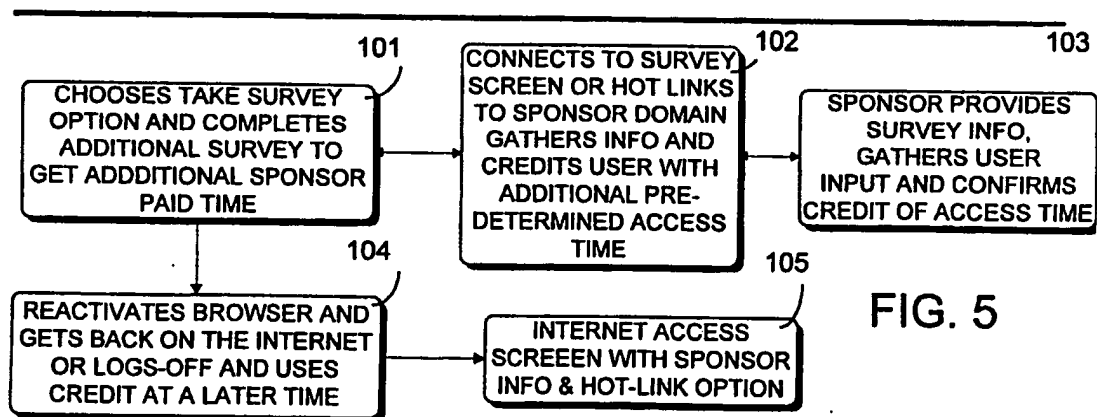 101
CHOOSES TAKE SURVEY
OPTION AND COMPLETES
ADDITIONAL SURVEY TO
GET ADDDITIONAL SPONSOR
PAID TIME
102
CONNECTS TO SURVEY
SCREEN OR HOT LINKS
TO SPONSOR DOMAIN
GATHERS INFO AND
CREDITS USER WITH
ADDITIONAL PRE-
DETERMINED ACCESS
TIME
103
SPONSOR PROVIDES
SURVEY INFO,
GATHERS USER
INPUT AND CONFIRMS
CREDIT OF ACCESS TIME
104
REACTIVATES BROWSER AND
GETS BACK ON THE INTERNET
OR LOGS-OFF AND USES
CREDIT AT A LATER TIME
105
INTERNET ACCESS
SCREEEN WITH SPONSOR
INFO & HOT-LINK OPTION
FIG. 5